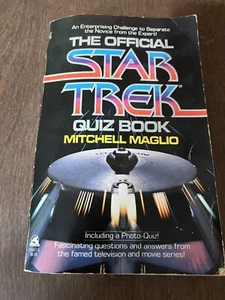 An Enterprising Challenge to Separate
the Novice from the Expert!
THE OFFICIAL
STAR
TREK
QUIZ BOOK
MITCHELL MAGLIO
Including a Photo-Quiz!
Fascinating questions and answers from
the famed television and movie series!